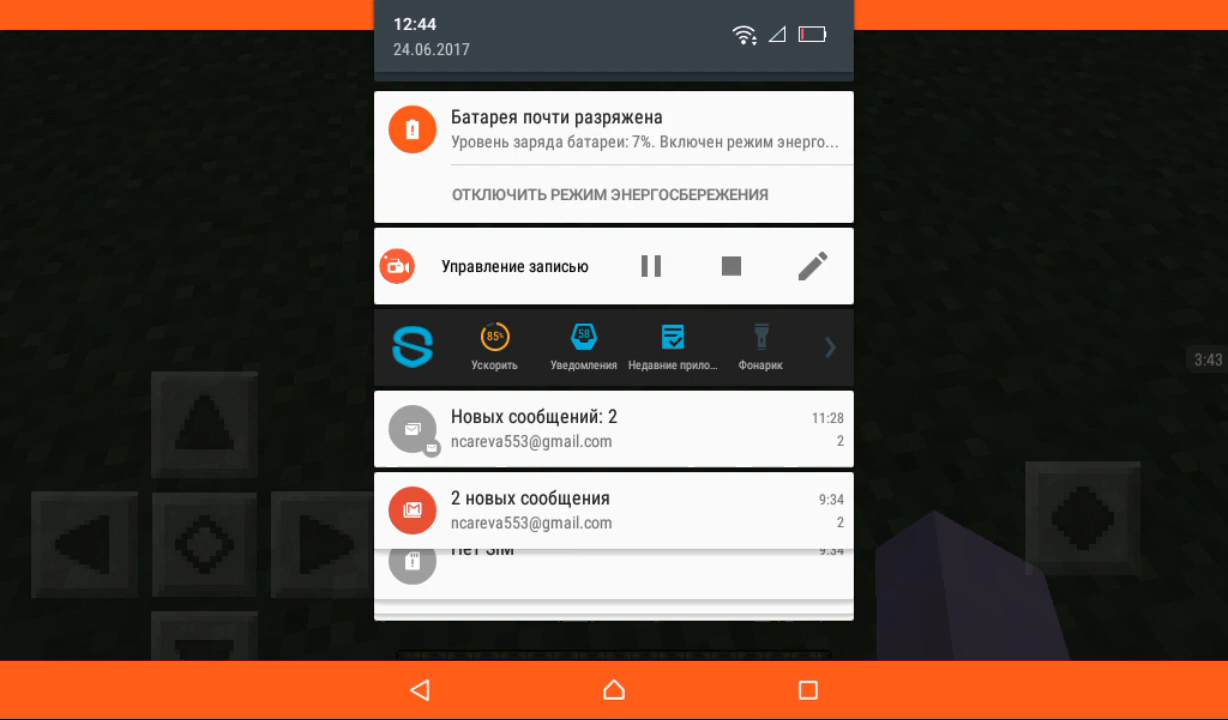 12:44
24.06.2017
Батарея почти разряжена
Уровень заряда батареи: 7%. Включен режим энерго...
ОТКЛЮЧИТЬ РЕЖИМ ЭНЕРГОСБЕРЕЖЕНИЯ
Управление записью
85%
58
Ускорить
Уведомления
Недавние прило...
Фонарик
3:43
Новых сообщений: 2
11:28
ncareva553@gmail.com
2
2 новых сообщения
9:34
ncareva553@gmail.com
2
Нет SIM
9:34